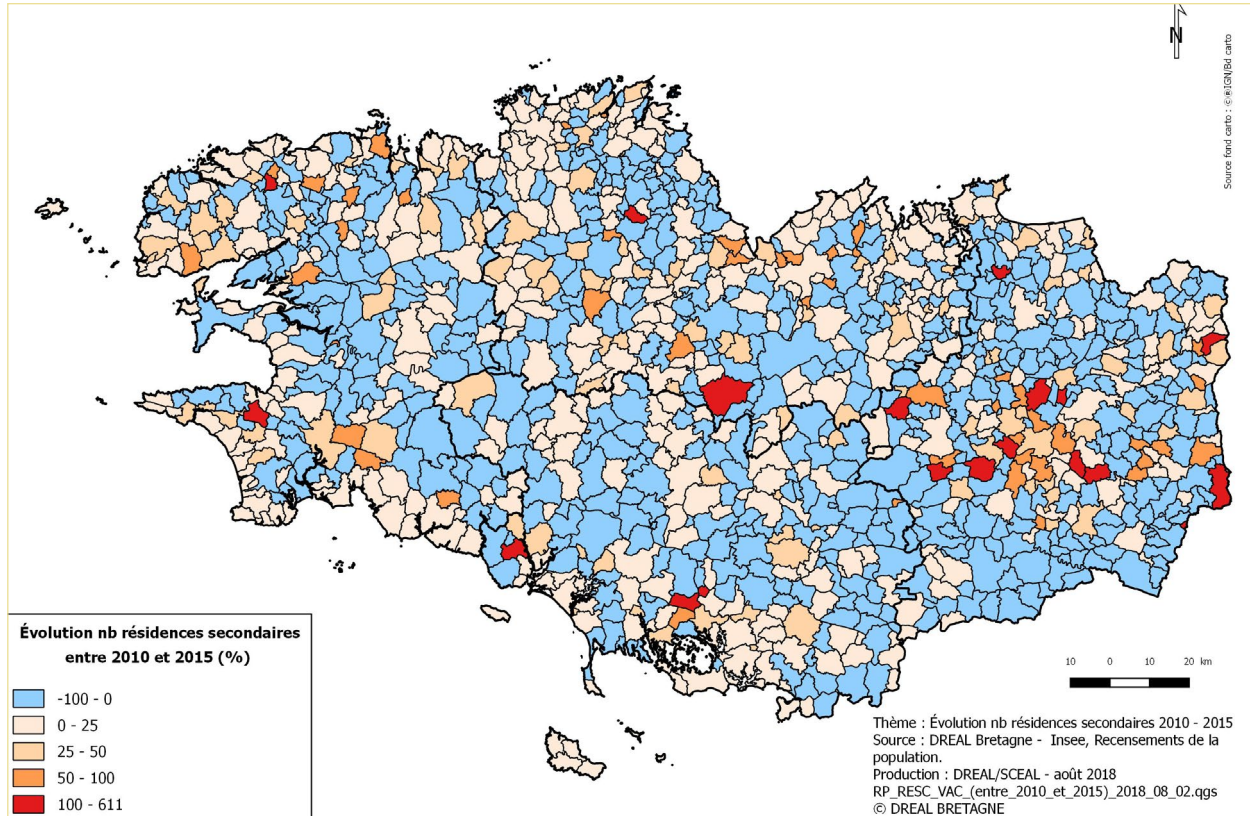 N
Source fond carto : ©®IGN/Bd carto
Évolution nb résidences secondaires
entre 2010 et 2015 (%)
-100 - 0
0 - 25
25 - 50
50 - 100
100 - 611
10 0 10 20 km
Thème : Évolution nb résidences secondaires 2010 - 2015
Source : DREAL Bretagne - Insee, Recensements de la
population.
Production : DREAL/SCEAL - août 2018
RP_RESC_VAC_(entre_2010_et_2015)_2018_08_02.qgs
© DREAL BRETAGNE